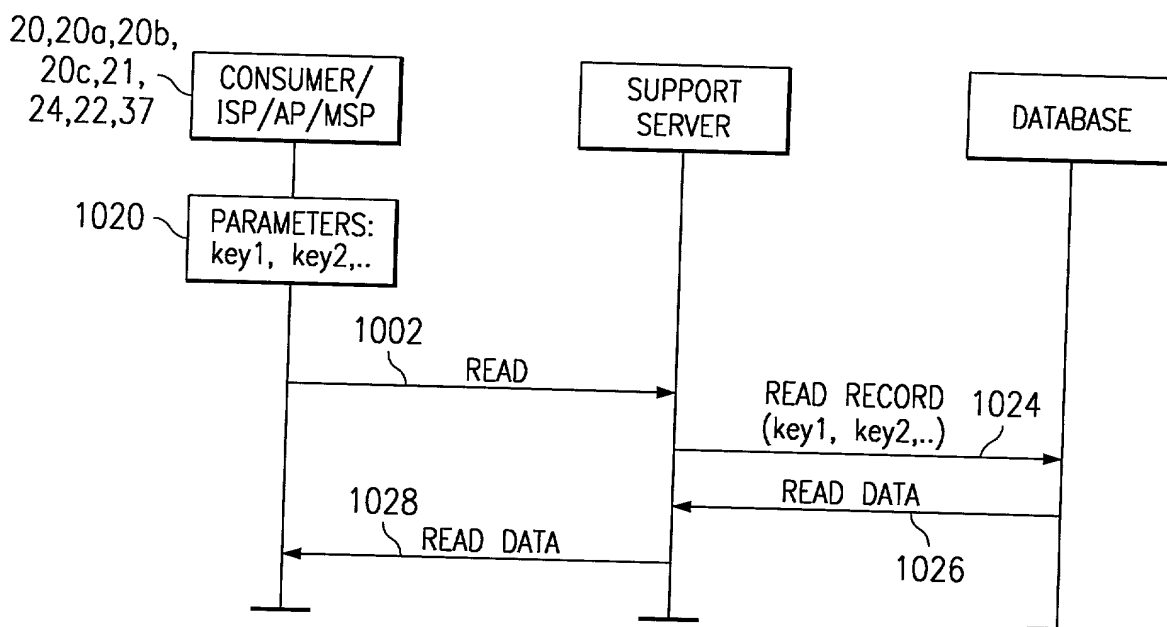 20,20a,20b,
20c,21,
24,22,37
CONSUMER/
ISP/AP/MSP
SUPPORT
SERVER
DATABASE
1020
PARAMETERS:
key1, key2,..
1002
READ
READ RECORD
(key1, key2,..)
1024
READ DATA
1026
1028
READ DATA